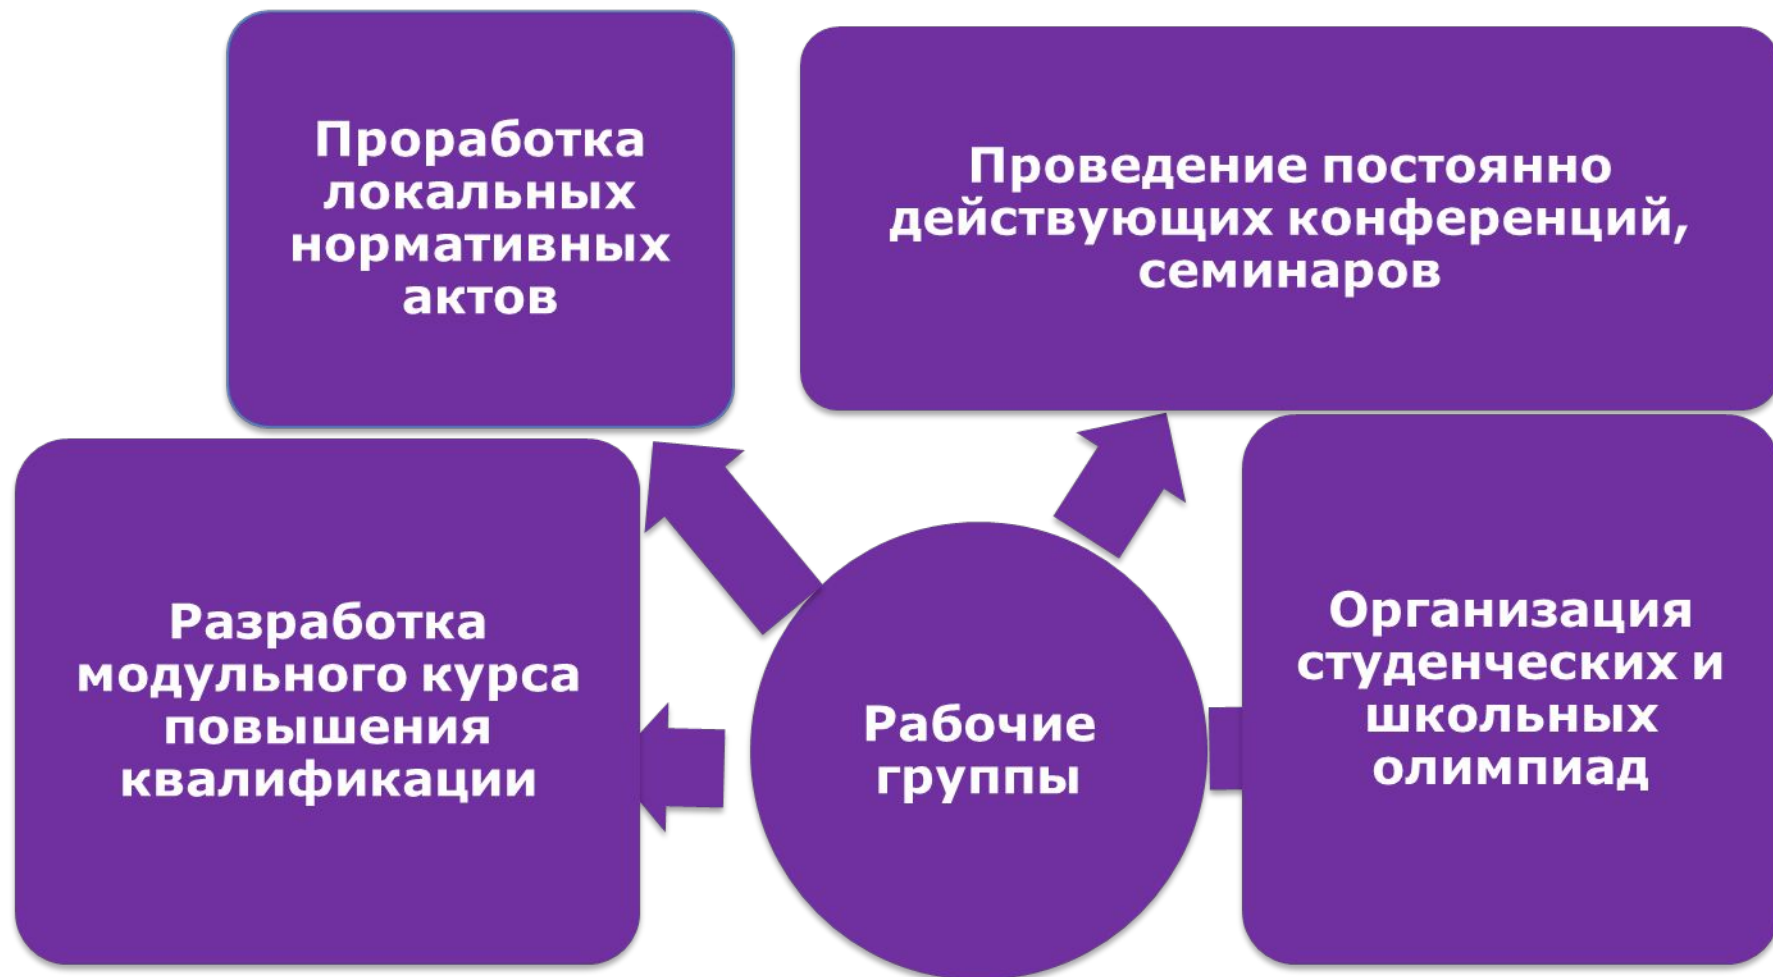 Проработка
локальных
нормативных
актов
Проведение постоянно
действующих конференций,
семинаров
Разработка
модульного курса
повышения
квалификации
Рабочие
группы
Организация
студенческих и
школьных
олимпиад